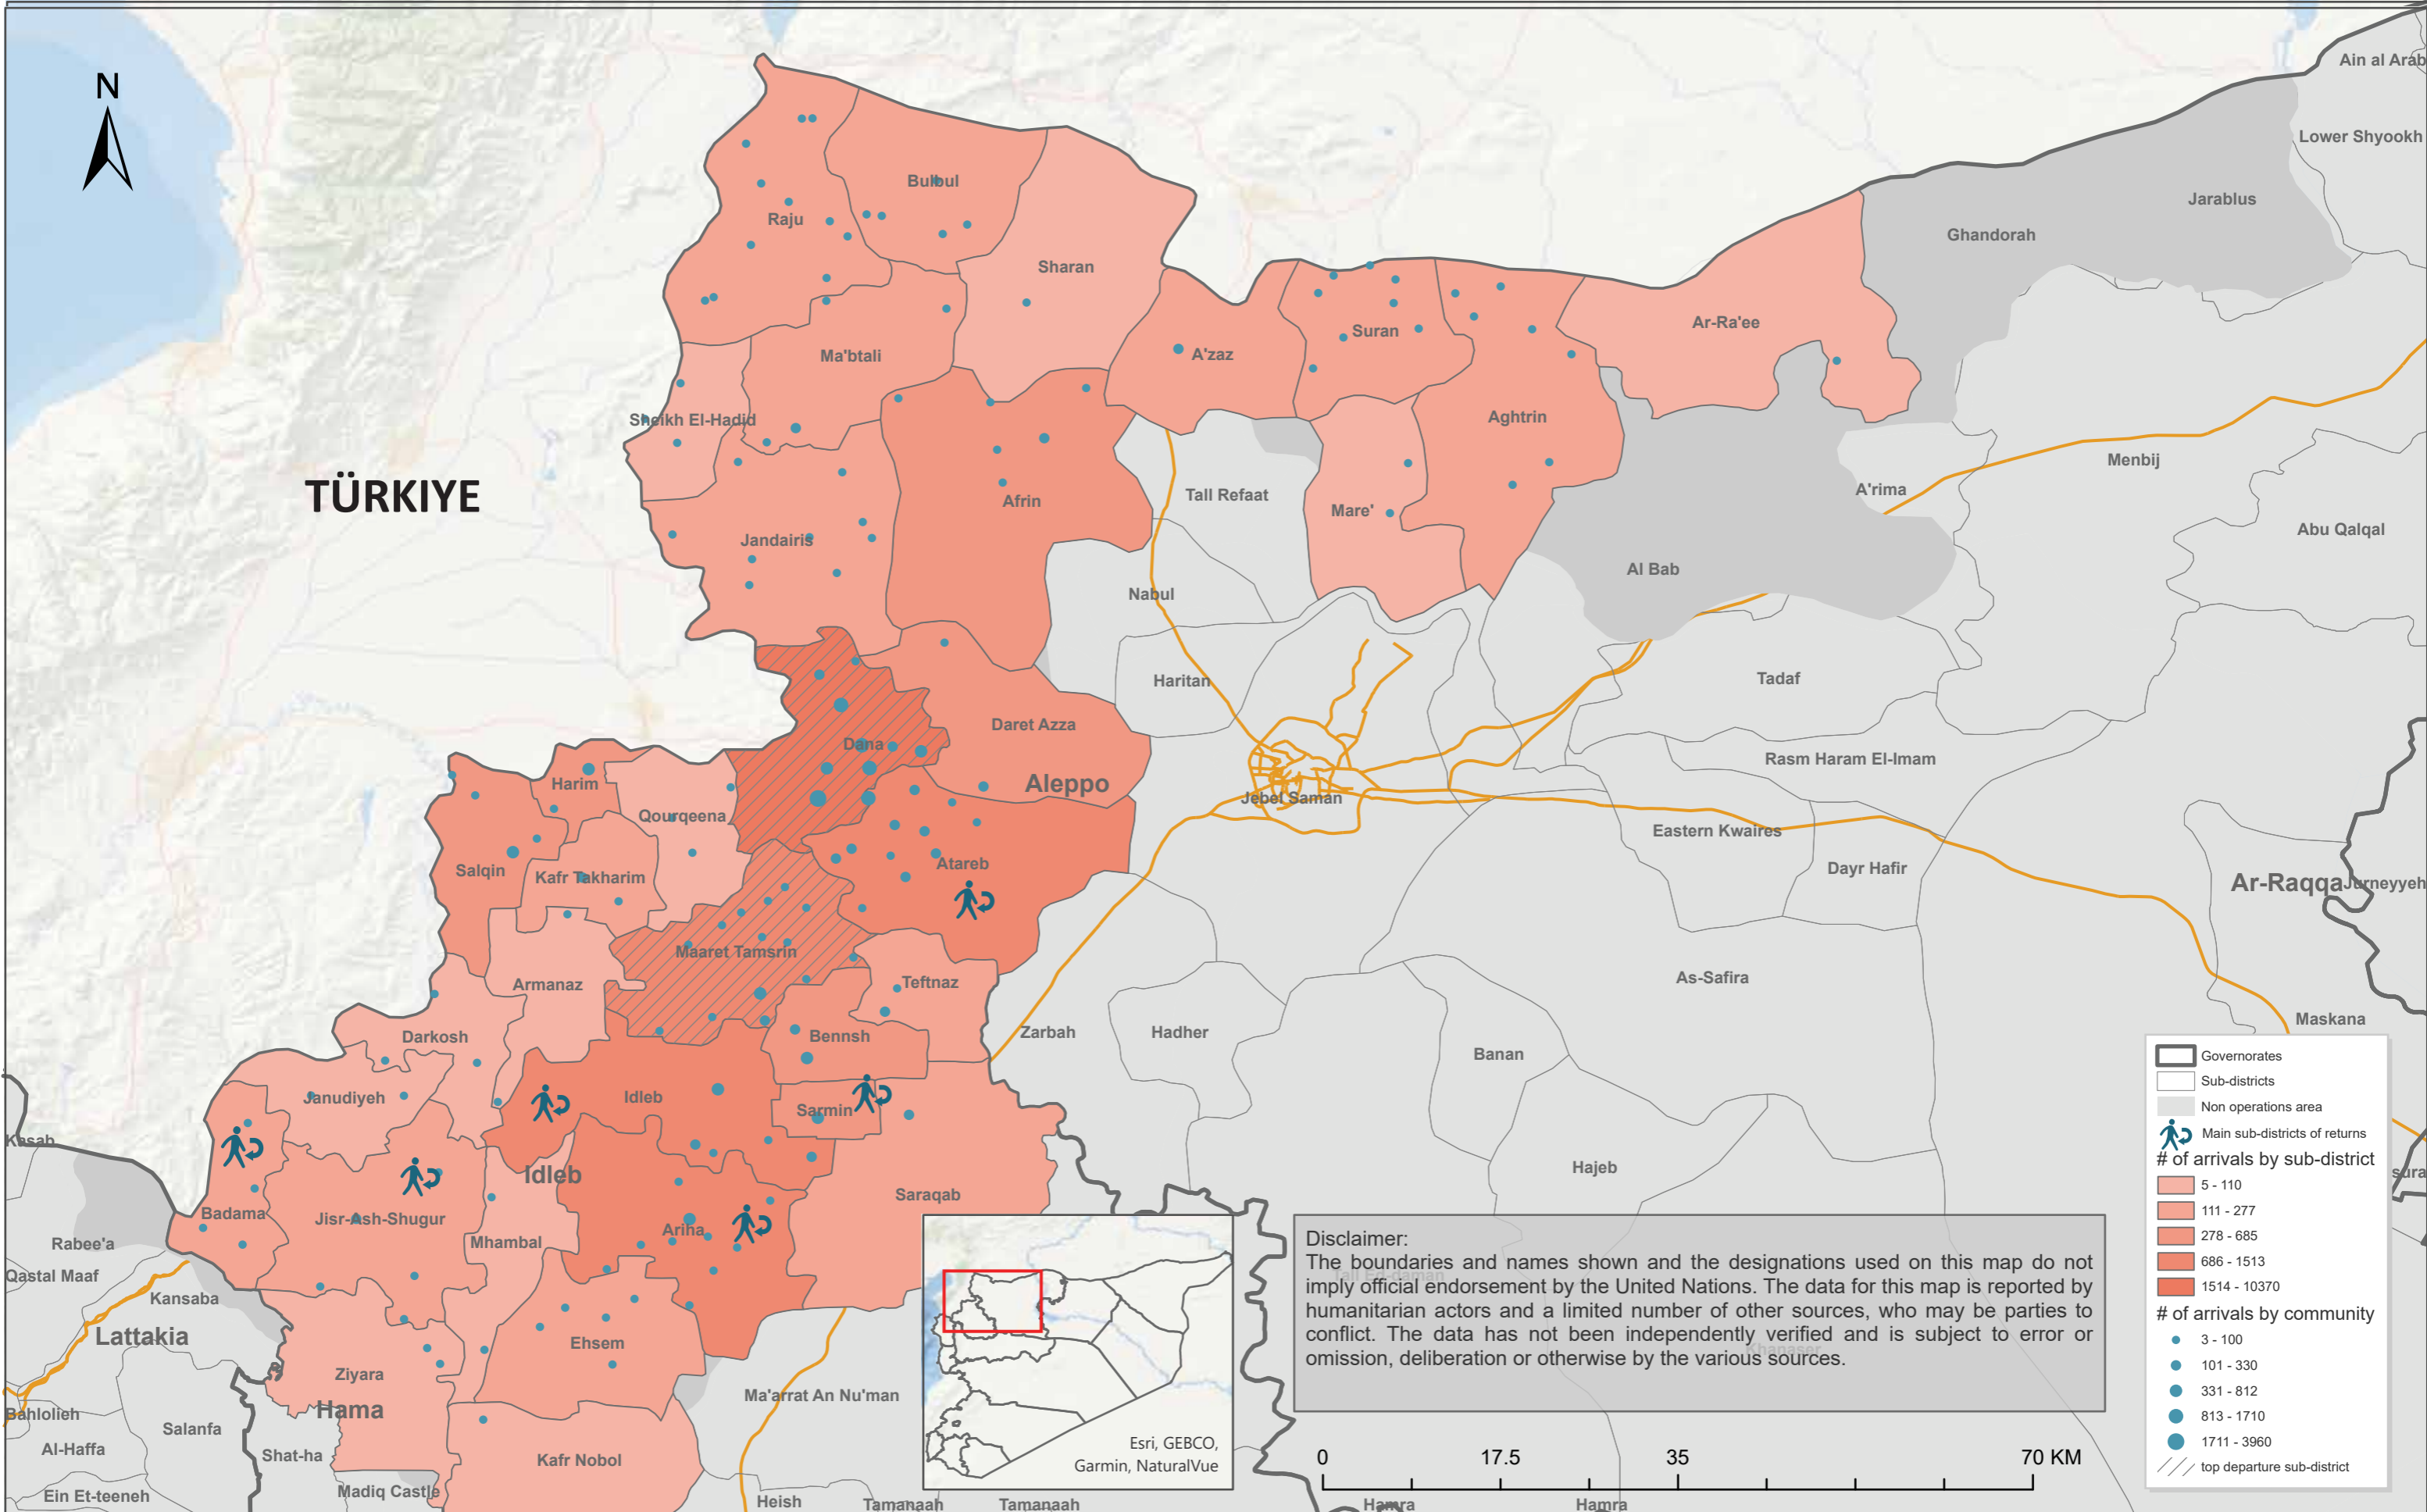 N
Ain al Arab
Lower Shyookh
Jarablus
Bulbul
Raju
Ghandorah
Sharan
Ar-Ra'ee
Suran
Ma'btali
A'zaz
Sheikh El-Hadid
Aghtrin
Menbij
TÜRKIYE
Tall Refaat
A'rima
Afrin
Mare'
Abu Qalqal
Jandairis
Al Bab
Nabul
Haritan
Tadaf
Daret Azza
Dana
Rasm Haram El-Imam
Harim
Aleppo
Jebel Saman
Qourqeena
Eastern Kwaires
Atareb
Salqin
Kafr Takharim
Dayr Hafir
Ar-Raqqa
Jurneyyeh
Maaret Tamsrin
As-Safira
Teftnaz
Armanaz
Maskana
Darkosh
Bennsh
Zarbah
Hadher
Banan
Janudiyeh
Idleb
Sarmin
Kasab
Idleb
Hajeb
sura
Saraqab
Badama
Jisr-Ash-Shugur
Ariha
Mhambal
Rabee'a
Qastal Maaf
Kansaba
Lattakia
Ehsem
Ziyara
Ma'arrat An Nu'man
Hama
Bahlolieh
Salanfa
Al-Haffa
Shat-ha
Kafr Nobol
Madiq Castle
Ein Et-teeneh
Heish
Tamanaah
Tamanaah
Hamra
Hamra
Esri, GEBCO,
Garmin, NaturalVue
Tall Ed-daman
Khanaser
Disclaimer:
The boundaries and names shown and the designations used on this map do not
imply official endorsement by the United Nations. The data for this map is reported by
humanitarian actors and a limited number of other sources, who may be parties to
conflict. The data has not been independently verified and is subject to error or
omission, deliberation or otherwise by the various sources.
0 17.5 35 70 KM
Governorates
Sub-districts
Non operations area
Main sub-districts of returns
# of arrivals by sub-district
5 - 110
111 - 277
278 - 685
686 - 1513
1514 - 10370
# of arrivals by community
3 - 100
101 - 330
331 - 812
813 - 1710
1711 - 3960
top departure sub-district